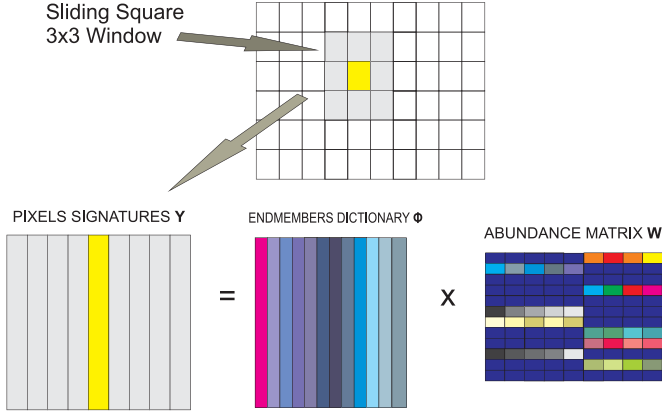 Sliding Square
3x3 Window
PIXELS SIGNATURES Y
ENDMEMBERS DICTIONARY Φ
ABUNDANCE MATRIX W
=
X